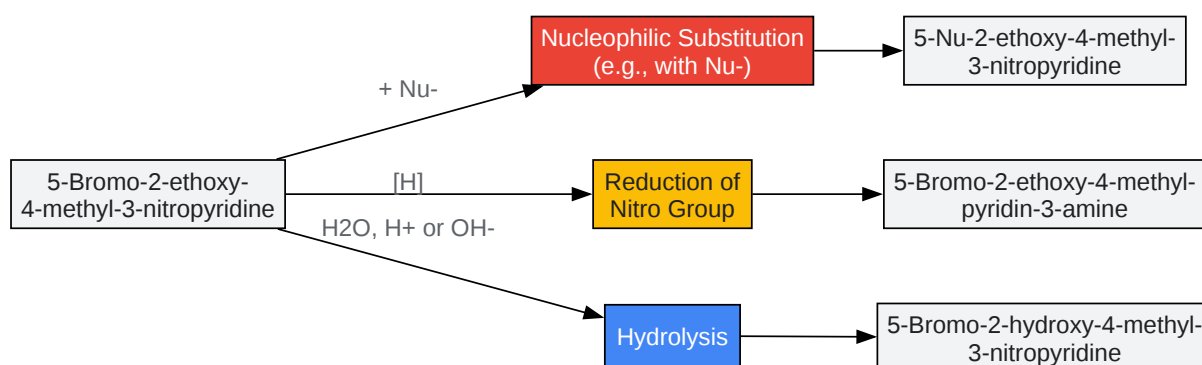 Nucleophilic Substitution
(e.g., with Nu-)
5-Nu-2-ethoxy-4-methyl-
3-nitropyridine
+ Nu-
5-Bromo-2-ethoxy-
4-methyl-3-nitropyridine
[H]
Reduction of
Nitro Group
5-Bromo-2-ethoxy-4-methyl-
pyridin-3-amine
H2O, H+ or OH-
Hydrolysis
5-Bromo-2-hydroxy-4-methyl-
3-nitropyridine